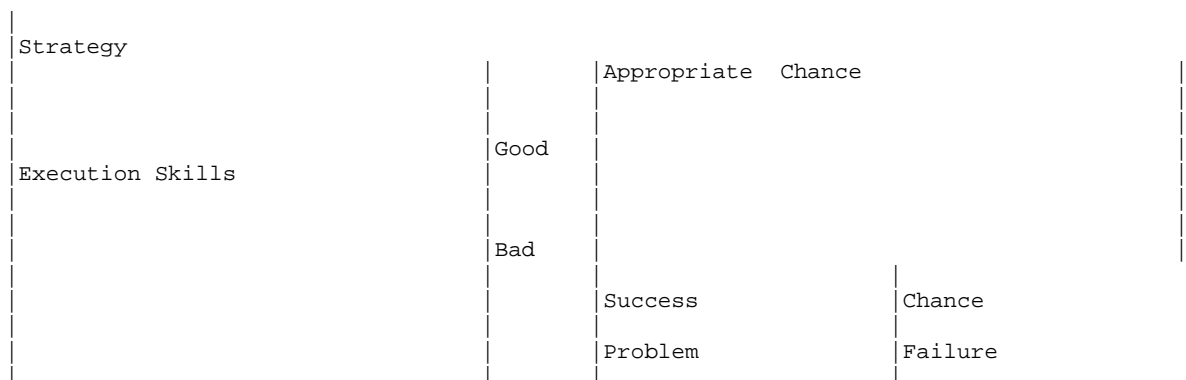 Strategy
Appropriate Chance
Good
Execution Skills
Bad
Success Chance
Problem Failure